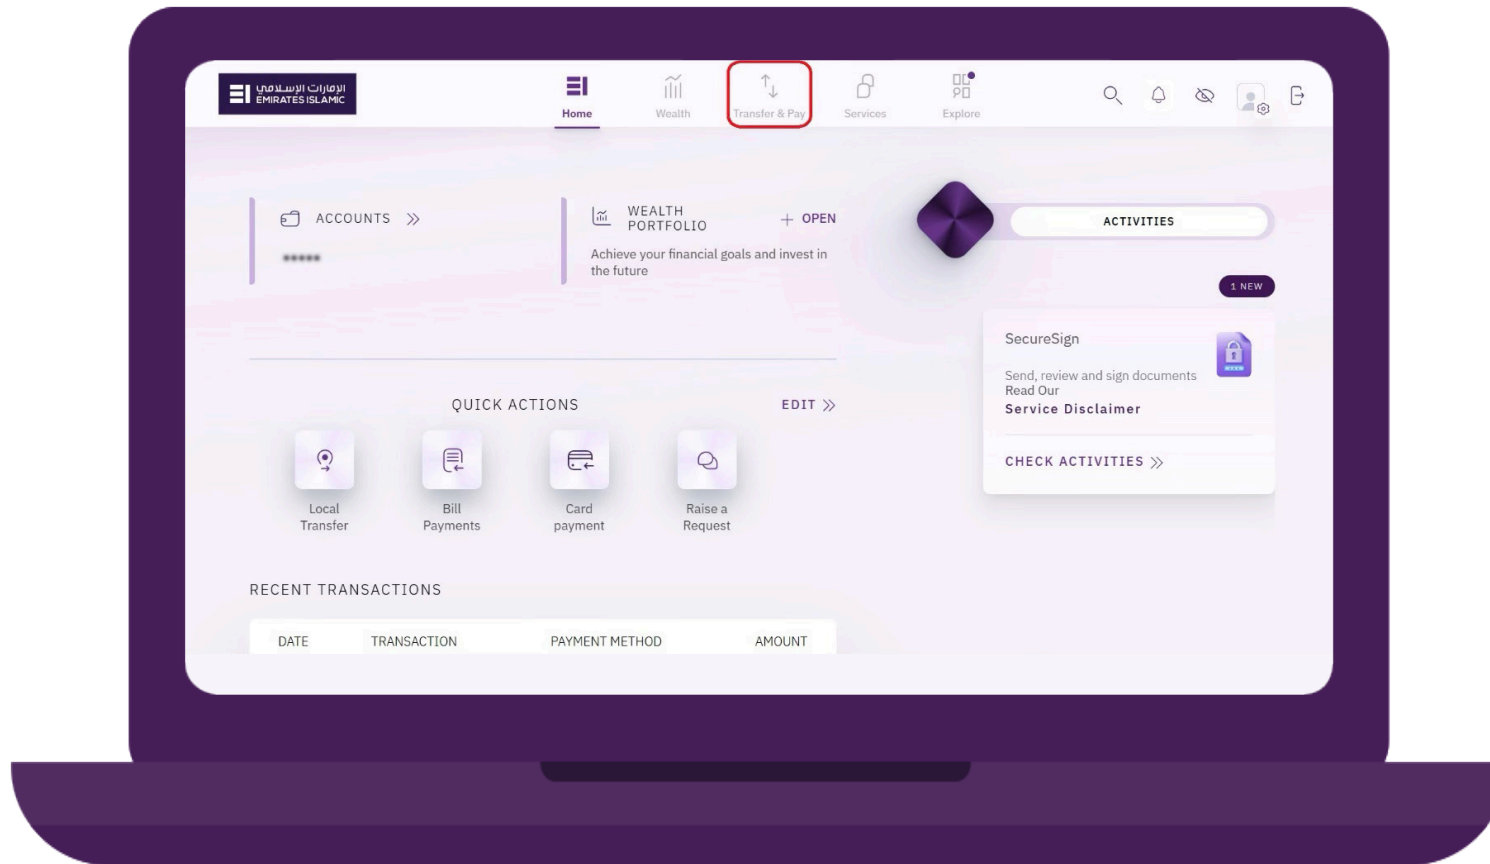 الإمارات الإسلامي
EMIRATES ISLAMIC
Home
Wealth
Transfer & Pay
Services
Explore
ACCOUNTS
*****
WEALTH
PORTFOLIO
+ OPEN
Achieve your financial goals and invest in
the future
ACTIVITIES
1 NEW
SecureSign
Send, review and sign documents
Read Our
Service Disclaimer
CHECK ACTIVITIES
QUICK ACTIONS
EDIT
Local
Transfer
Bill
Payments
Card
payment
Raise a
Request
RECENT TRANSACTIONS
DATE TRANSACTION PAYMENT METHOD AMOUNT